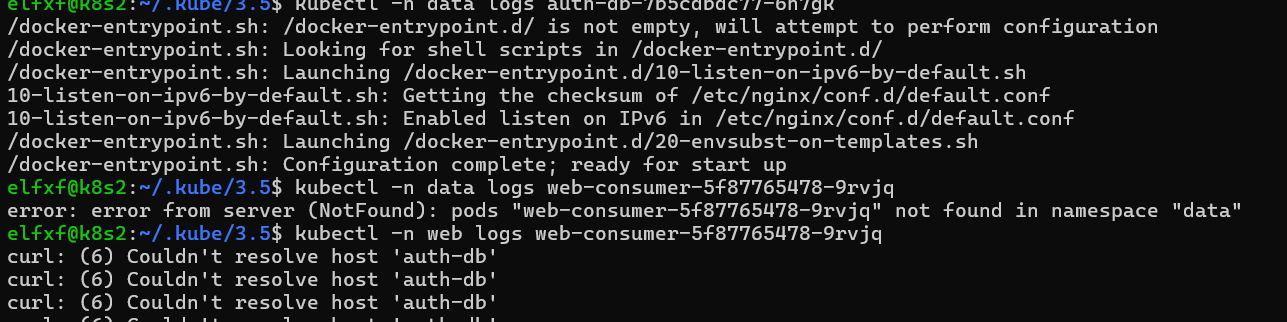 elfxf@k8s2:~/.kube/3.5$ kubectl -n data logs auth-db-7b5cdbdc77-6h7gk
/docker-entrypoint.sh: /docker-entrypoint.d/ is not empty, will attempt to perform configuration
/docker-entrypoint.sh: Looking for shell scripts in /docker-entrypoint.d/
/docker-entrypoint.sh: Launching /docker-entrypoint.d/10-listen-on-ipv6-by-default.sh
10-listen-on-ipv6-by-default.sh: Getting the checksum of /etc/nginx/conf.d/default.conf
10-listen-on-ipv6-by-default.sh: Enabled listen on IPv6 in /etc/nginx/conf.d/default.conf
/docker-entrypoint.sh: Launching /docker-entrypoint.d/20-envsubst-on-templates.sh
/docker-entrypoint.sh: Configuration complete; ready for start up
elfxf@k8s2:~/.kube/3.5$ kubectl -n data logs web-consumer-5f87765478-9rvjq
error: error from server (NotFound): pods "web-consumer-5f87765478-9rvjq" not found in namespace "data"
elfxf@k8s2:~/.kube/3.5$ kubectl -n web logs web-consumer-5f87765478-9rvjq
curl: (6) Couldn't resolve host 'auth-db'
curl: (6) Couldn't resolve host 'auth-db'
curl: (6) Couldn't resolve host 'auth-db'
curl: (6) Couldn't resolve host 'auth-db'